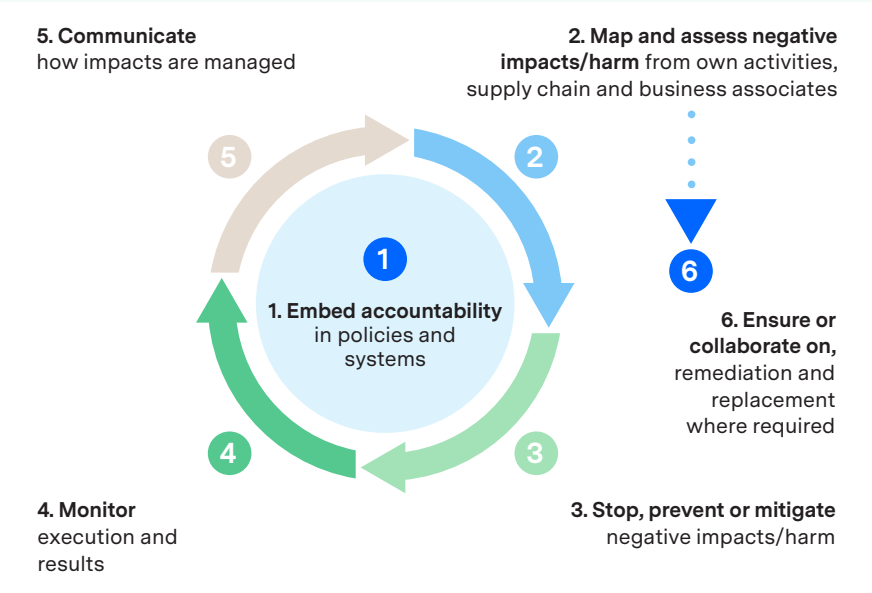 5. Communicate
how impacts are managed
2. Map and assess negative
impacts/harm from own activities,
supply chain and business associates
5
2
1
1. Embed accountability
in policies and
systems
6
6. Ensure or
collaborate on,
remediation and
replacement
where required
4
3
4. Monitor
execution and
results
3. Stop, prevent or mitigate
negative impacts/harm